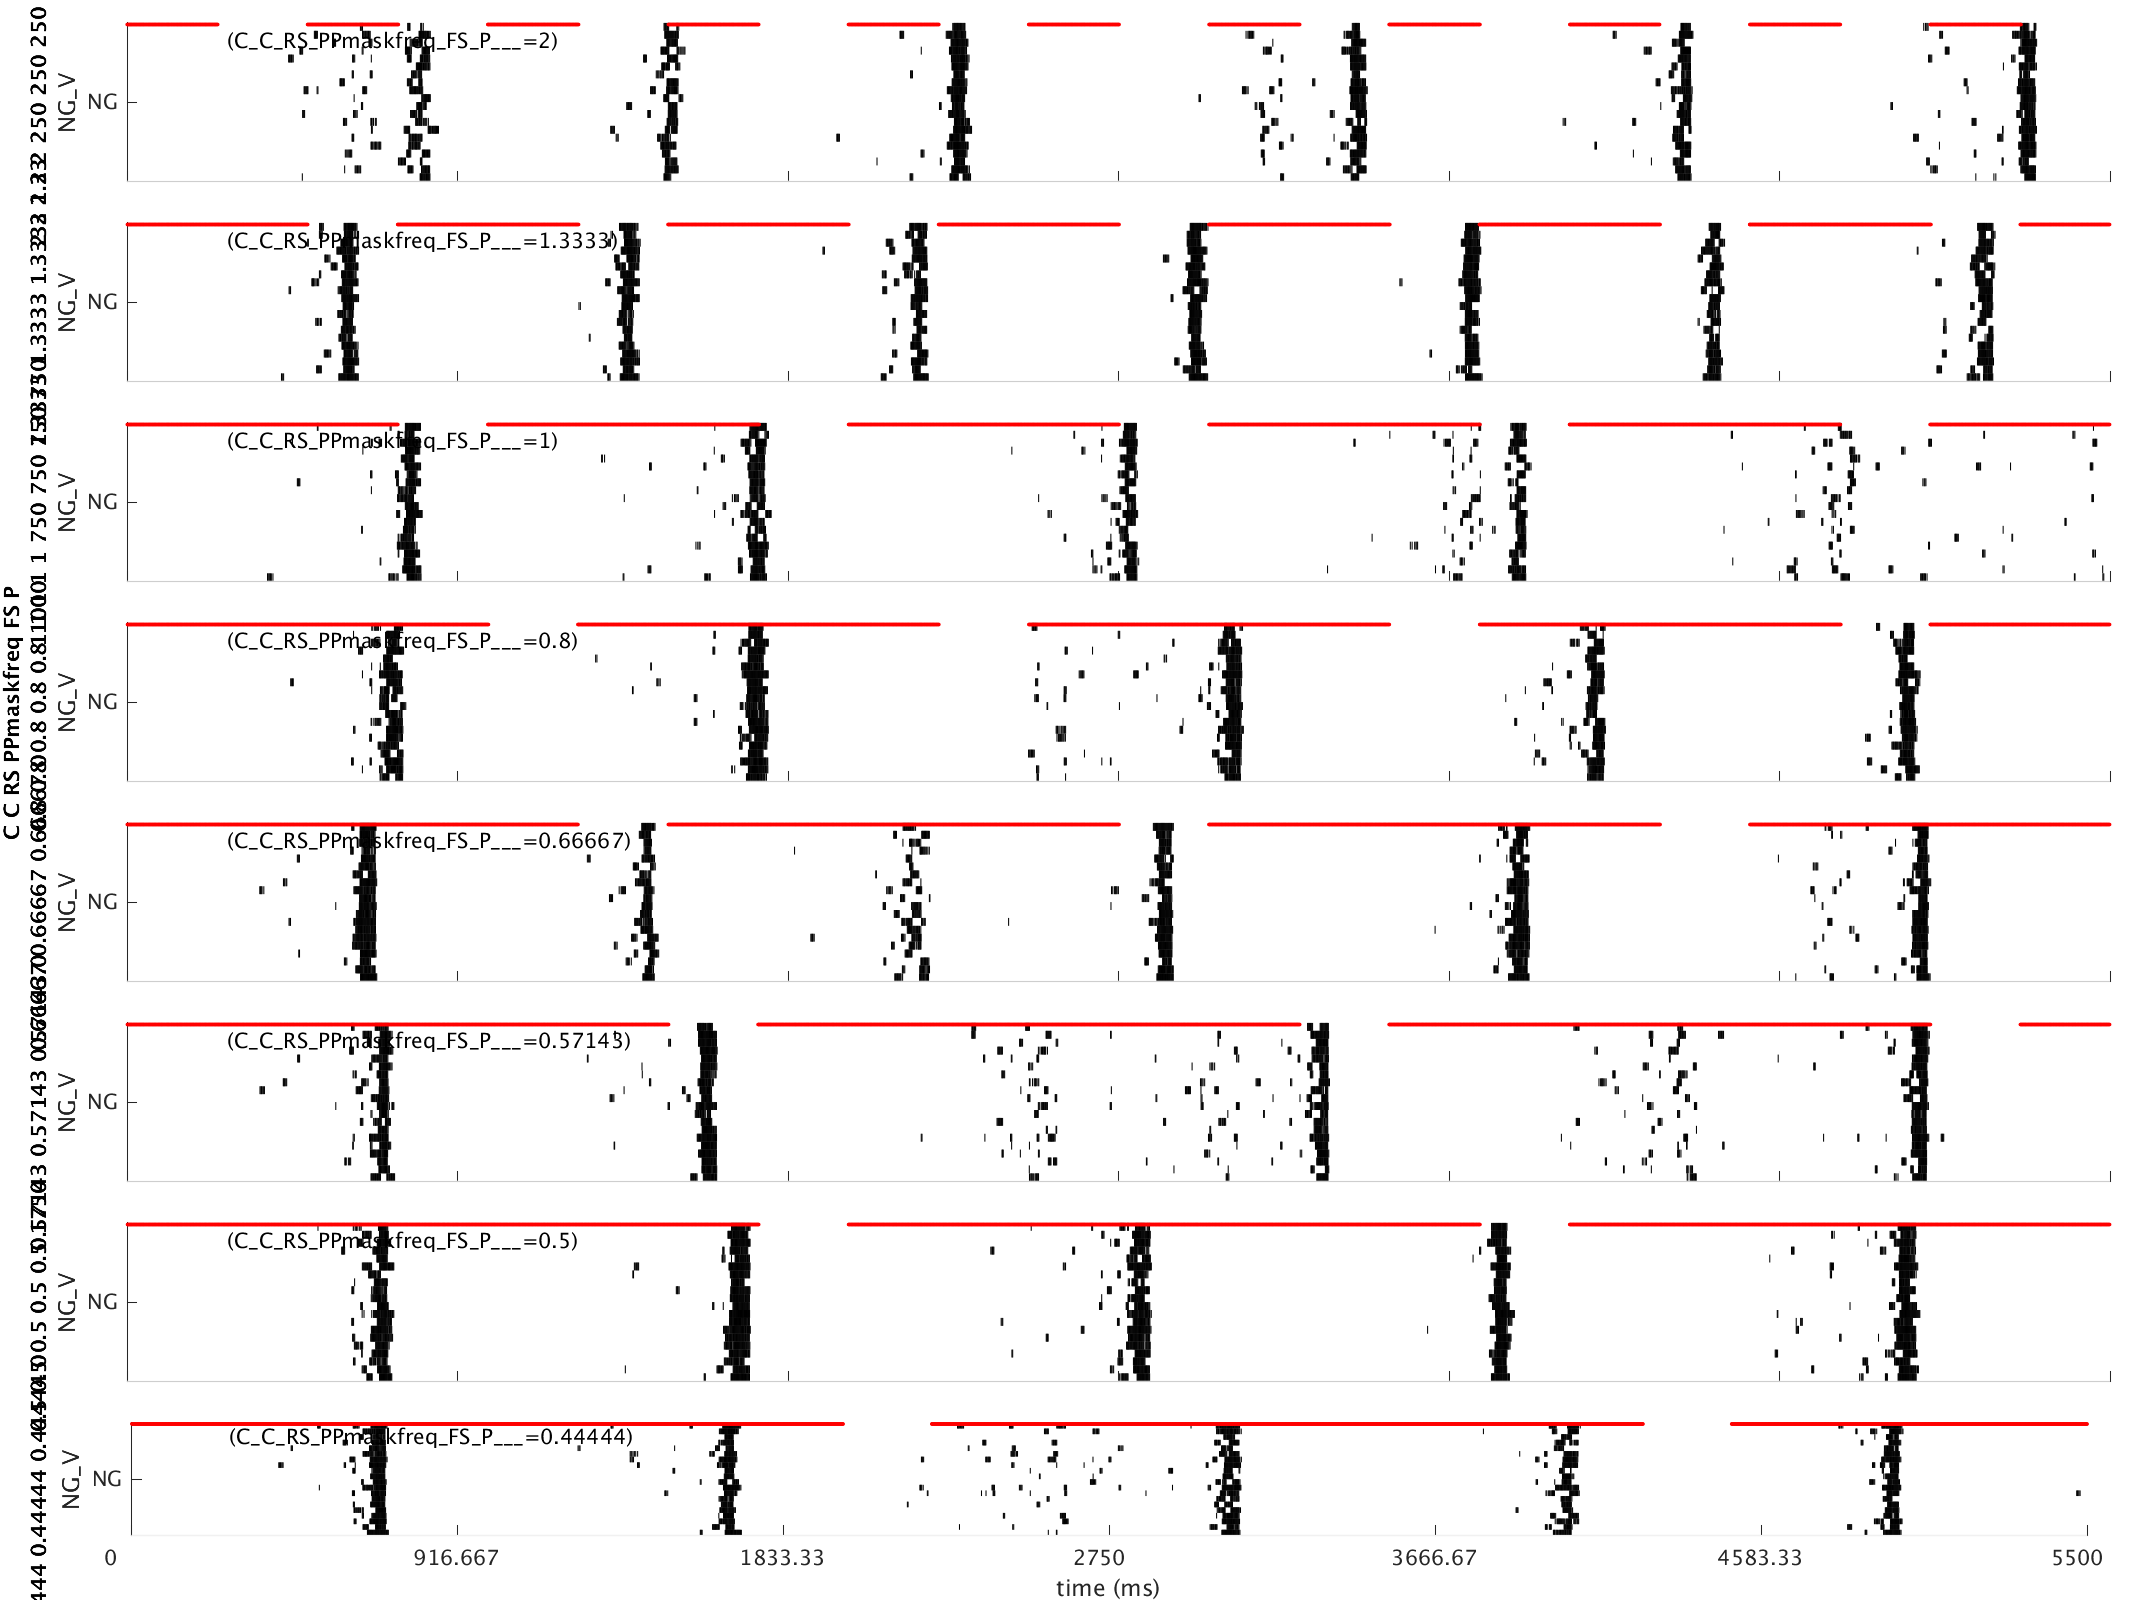 (C_C_RS_PPmaskfreq_FS_P___=2)
NG_V
NG
(C_C_RS_PPmaskfreq_FS_P___=1.3333)
NG_V
NG
(C_C_RS_PPmaskfreq_FS_P___=1)
NG_V
NG
C C RS PPmaskfreq FS P
(C_C_RS_PPmaskfreq_FS_P___=0.8)
NG_V
NG
(C_C_RS_PPmaskfreq_FS_P___=0.66667)
NG_V
NG
(C_C_RS_PPmaskfreq_FS_P___=0.57143)
NG_V
NG
(C_C_RS_PPmaskfreq_FS_P___=0.5)
NG_V
NG
(C_C_RS_PPmaskfreq_FS_P___=0.44444)
NG_V
NG
0 916.667 1833.33 2750 3666.67 4583.33 5500
time (ms)